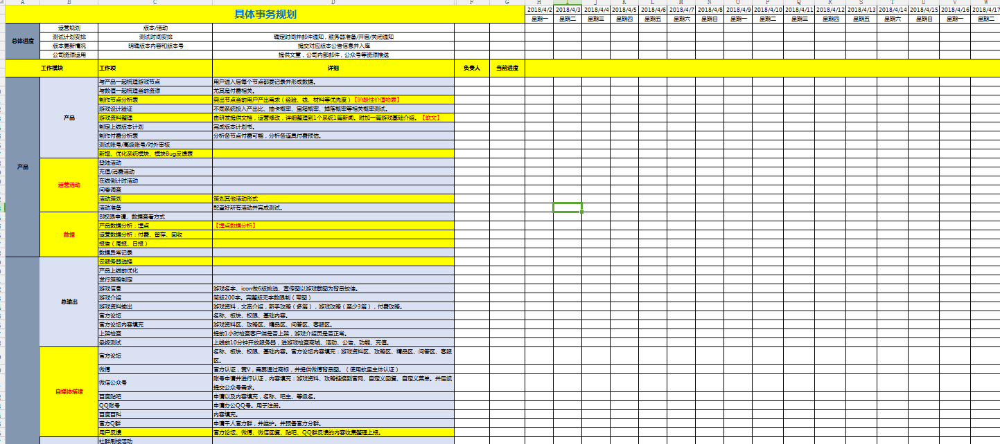 A B C D F G H I J K L M N O P Q R S T U V W
具体事务规划
2018/4/2 2018/4/3 2018/4/4 2018/4/5 2018/4/6 2018/4/7 2018/4/8 2018/4/9 2018/4/10 2018/4/11 2018/4/12 2018/4/13 2018/4/14 2018/4/15 2018/4/16 2018/4/17
星期一 星期二 星期三 星期四 星期五 星期六 星期日 星期一 星期二 星期三 星期四 星期五 星期六 星期日 星期一 星期二
总体进度
运营规划 版本/活动
测试计划安排 测试时间安排 确定时间并邮件通知，服务器准备/开启/关闭通知
版本更新情况 明确版本内容和版本号 提交对应版本公告信息并入库
公司资源运用 提供文章，公司内部邮件，公众号等资源推送
工作模块 工作项 详细 负责人 当前进度
产品
产品
与产品一起梳理游戏节点 用户进入后每个节点都要记录并形成数据。
与数值一起梳理当前资源 尤其是付费相关。
制作节点分析表 突出节点当前用户产出需求（经验、钱、材料等优先度）【阶段性价值物表】
游戏设计验证 不同系统投入产出比、抽卡概率、宝箱概率、掉落概率等相关概率测试。
游戏资料整理 由研发提供文档，运营修改，详细整理到1个系统1篇新闻。附加一篇游戏基础介绍。【软文】
制定上线版本计划 完成版本计划书。
制作付费分析表 分析各节点付费可能，分析各道具付费预估。
测试账号/高级账号/对外审核
新增、优化系统模块、模块Bug反馈表
运营活动
登陆活动
充值/消费活动
在线倒计时活动
问卷调查
活动策划 策划其他活动形式
活动准备 配置好所有活动并完成测试。
数据
BI权限申请、数据查看方式
产品数据分析：埋点 【埋点数据分析】
运营数据分析：付费、留存、回收
报告（周报、日报）
数据异常记录
总输出
云服务器选择
产品上线前优化
发行策略制定
游戏信息 游戏名字、icon做6版挑选、宣传图以游戏截图为背景较佳。
游戏介绍 简版200字。完整版无字数限制（带图）
游戏资料输出 游戏资料，文案介绍，新手攻略（多篇），游戏攻略（至少3篇），付费攻略。
官方论坛 名称、板块、权限、基础内容。
官方论坛内容填充 游戏资料区、攻略区、精品区、问答区、客服区。
上架检查 提前1小时检查客户端是否上架，游戏介绍页是否正常。
最终测试 上线前10分钟开放服务器，进游戏检查商城、活动、公告、功能、充值。
自媒体搭建
官方论坛 名称、板块、权限、基础内容。官方论坛内容填充：游戏资料区、攻略区、精品区、问答区、客服
区。
微博 官方认证，黄V，需要通过商标，并提供微博背景图。（使用欧星主体认证）
微信公众号 账号申请并进行认证，内容填充：游戏资料、攻略链接到官网、自定义回复、自定义菜单。并后续
提交公众号需求。
百度贴吧 申请以及内容填充，名称、吧主、等级名。
QQ账号 申请办公QQ号。用于注册。
百度百科 内容填充。
官方Q群 申请千人官方群，并维护。并预备官方分群。
用户反馈 官方论坛、微博、微信回复、贴吧、QQ群反馈的内容收集整理上报。
社群刷楼活动